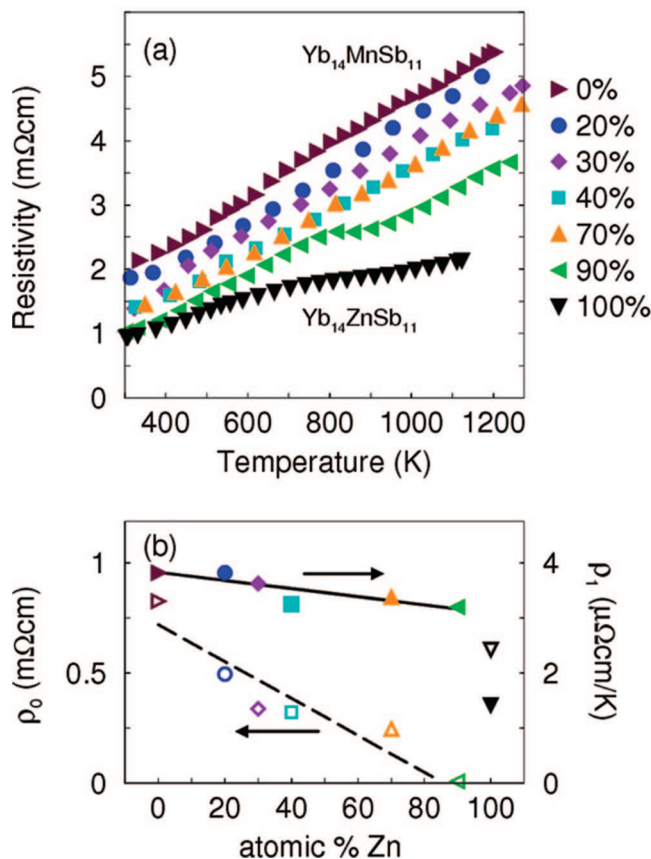 (a)
Yb₁₄MnSb₁₁
Yb₁₄ZnSb₁₁
Resistivity (mΩcm)
5
4
3
2
1
0
400 600 800 1000 1200
Temperature (K)
0%
20%
30%
40%
70%
90%
100%
(b)
ρ₀ (mΩcm)
1
0.5
0
4
2
0
ρ₁ (μΩcm/K)
0 20 40 60 80 100
atomic % Zn